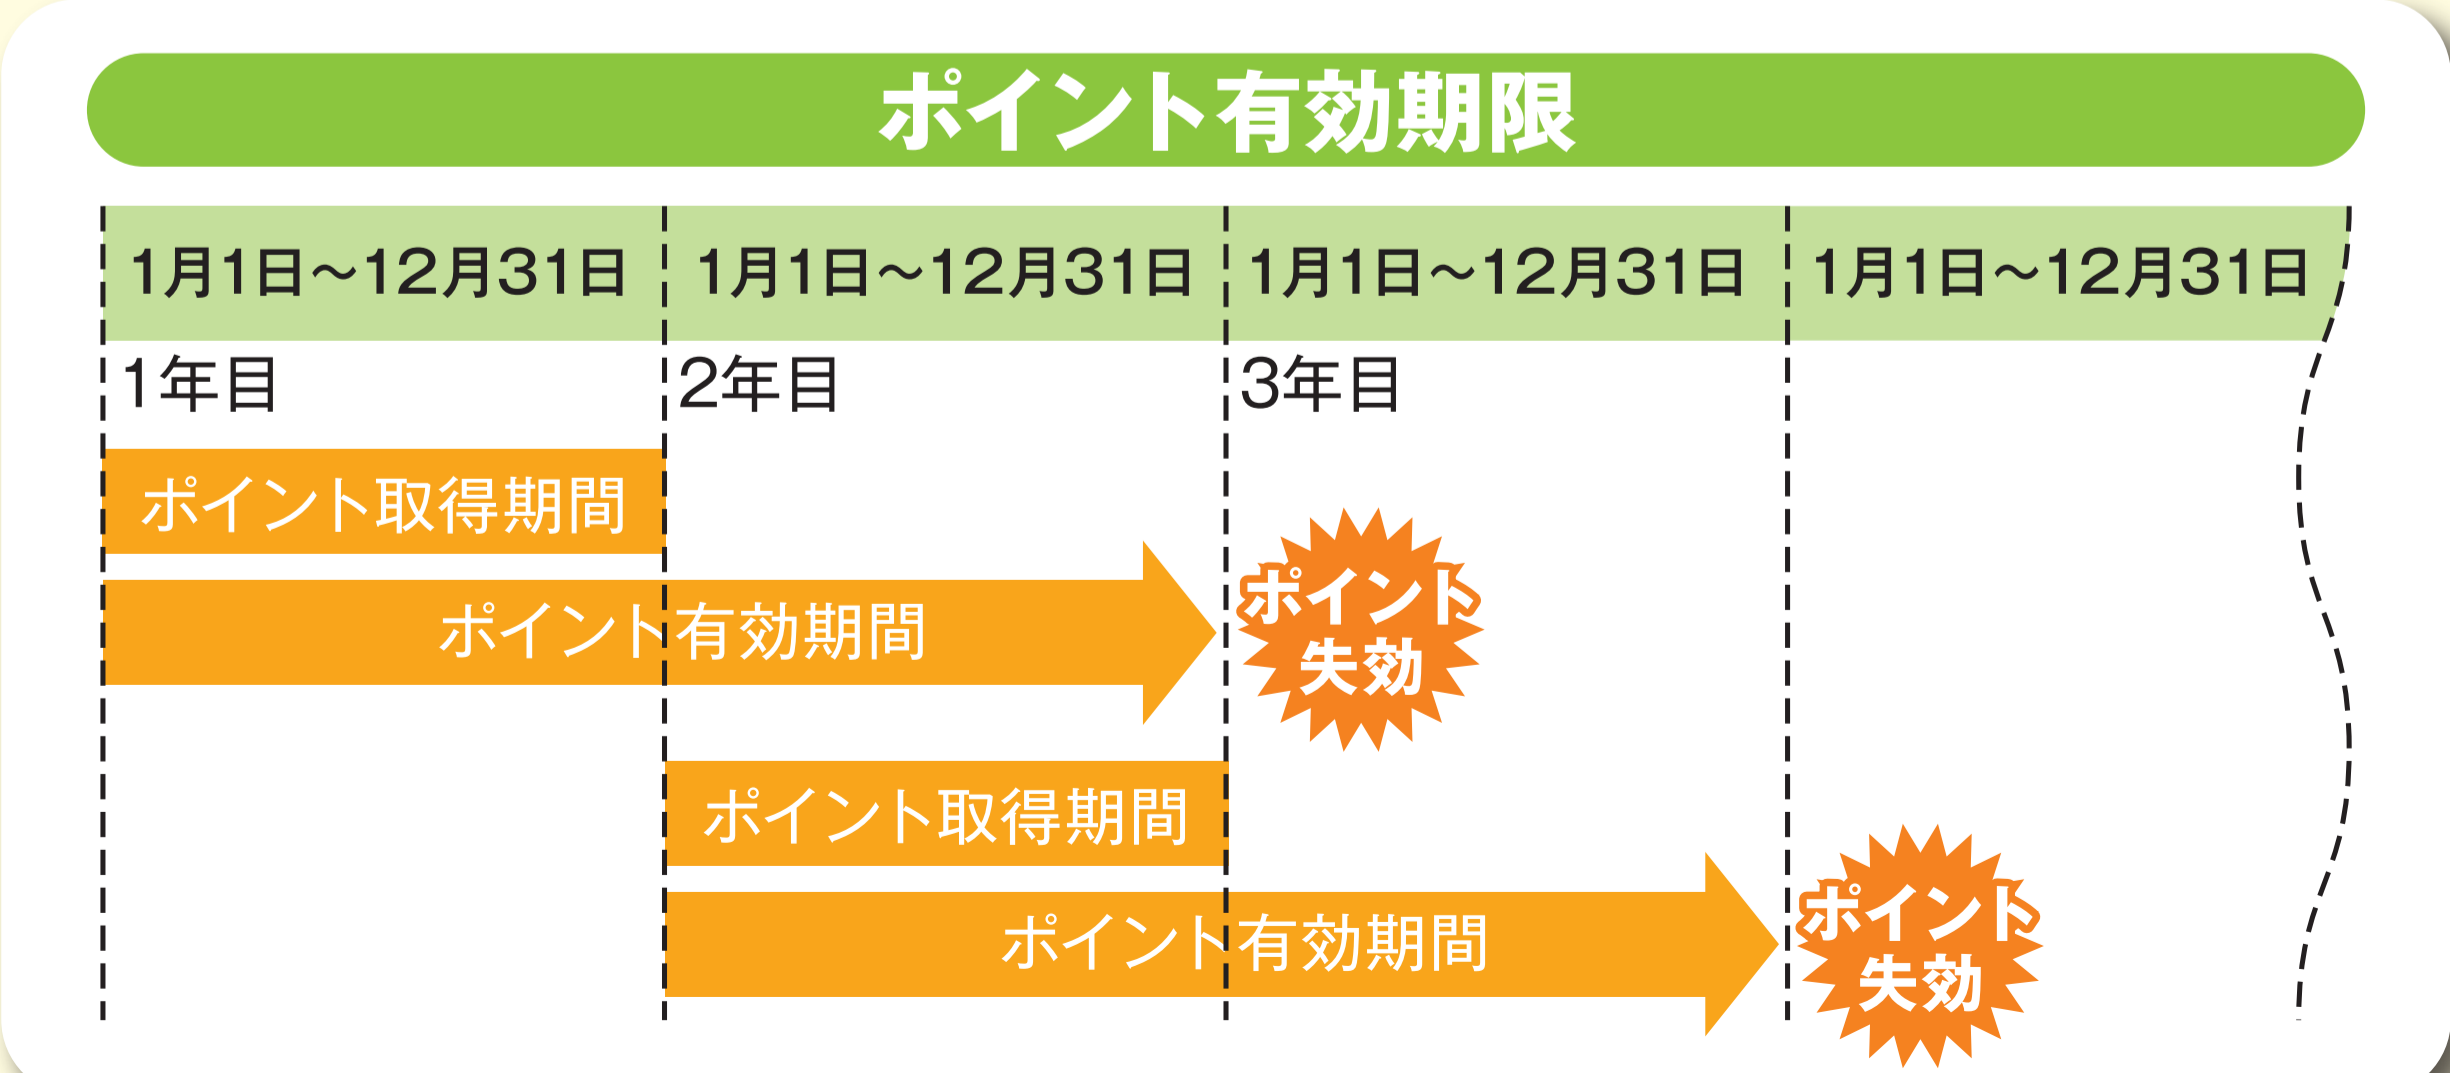 ポイント有効期限
1月1日～12月31日
1月1日～12月31日
1月1日～12月31日
1月1日～12月31日
1年目
2年目
3年目
ポイント取得期間
ポイント有効期間
ポイント
失効
ポイント取得期間
ポイント有効期間
ポイント
失効